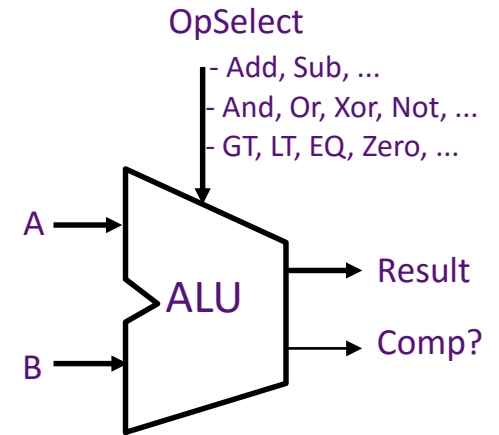 OpSelect
- Add, Sub, ...
- And, Or, Xor, Not, ...
- GT, LT, EQ, Zero, ...
A
ALU
Result
Comp?
B